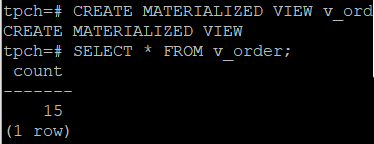 tpch=# CREATE MATERIALIZED VIEW v_ord
CREATE MATERIALIZED VIEW
tpch=# SELECT * FROM v_order;
count
-------
15
(1 row)